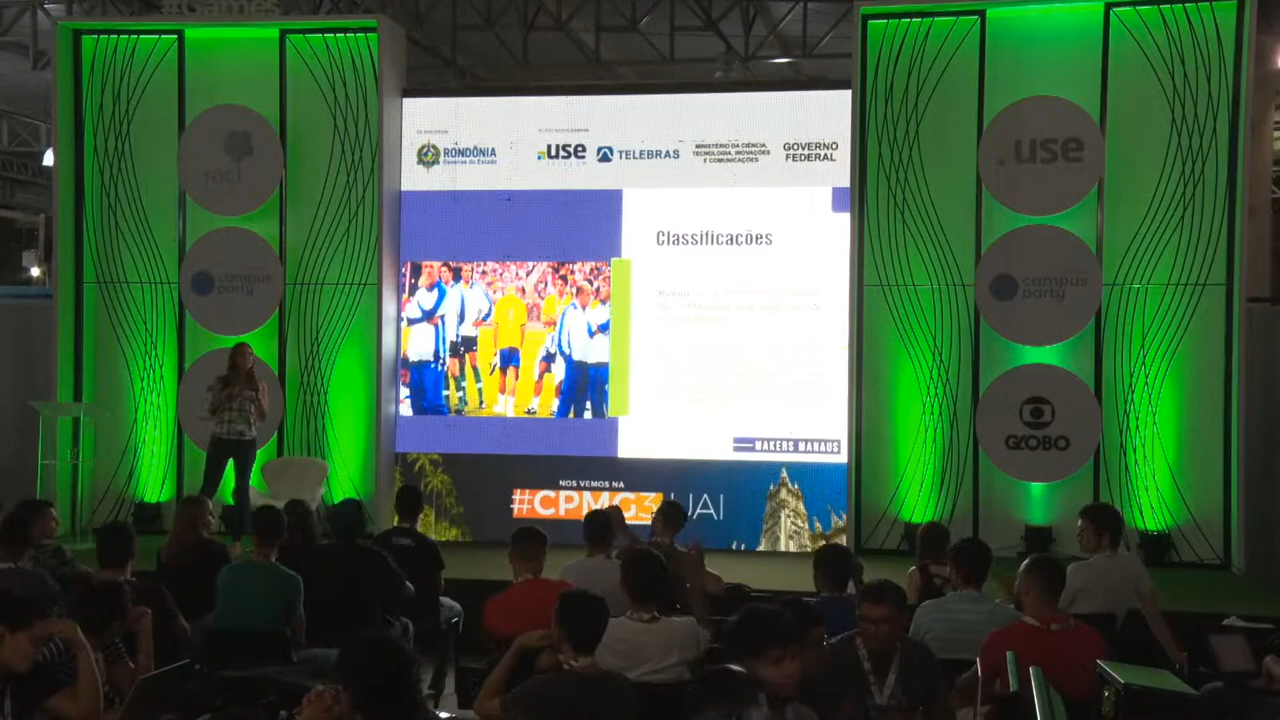 #Games
mci
campus
party
RONDÔNIA
Governo do Estado
use
TELEBRAS
MINISTÉRIO DA CIÊNCIA,
TECNOLOGIA, INOVAÇÕES
E COMUNICAÇÕES
GOVERNO
FEDERAL
Classificações
MAKERS MANAUS
NOS VEMOS NA
#CPMG3 UAI
use
campus
party
GLOBO